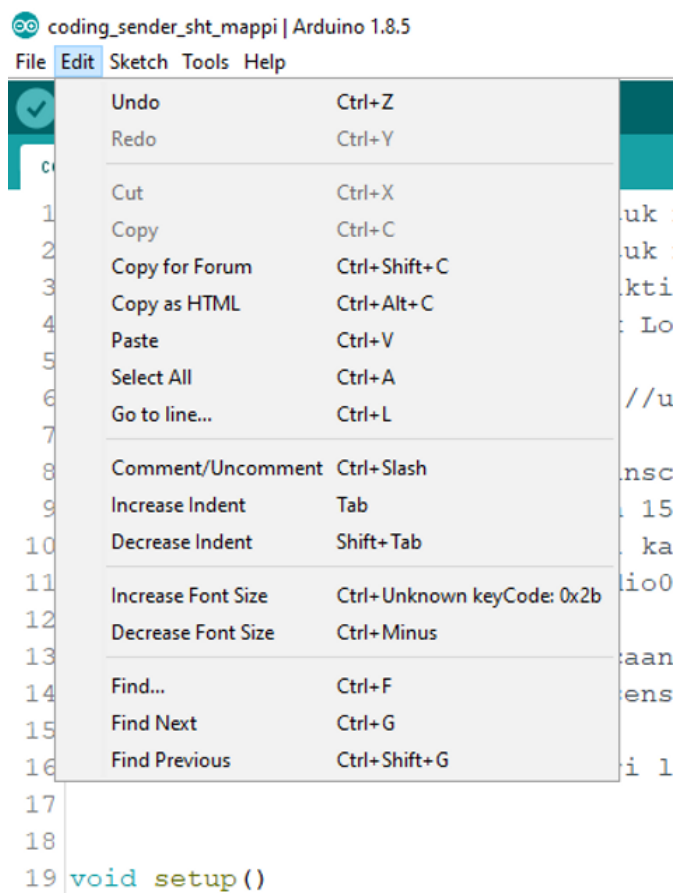 coding_sender_sht_mappi | Arduino 1.8.5
File Edit Sketch Tools Help
Undo Ctrl+Z
Redo Ctrl+Y
Cut Ctrl+X
1
Copy Ctrl+C
2
Copy for Forum Ctrl+Shift+C
3
Copy as HTML Ctrl+Alt+C
4
Paste Ctrl+V
5
Select All Ctrl+A
6 //u
Go to line... Ctrl+L
7
Comment/Uncomment Ctrl+Slash
8
Increase Indent Tab
9 15
Decrease Indent Shift+Tab
10 ka
11
Increase Font Size Ctrl+Unknown keyCode: 0x2b
12
Decrease Font Size Ctrl+Minus
13
Find... Ctrl+F
14
Find Next Ctrl+G
15
Find Previous Ctrl+Shift+G
16
17
18
19 void setup()